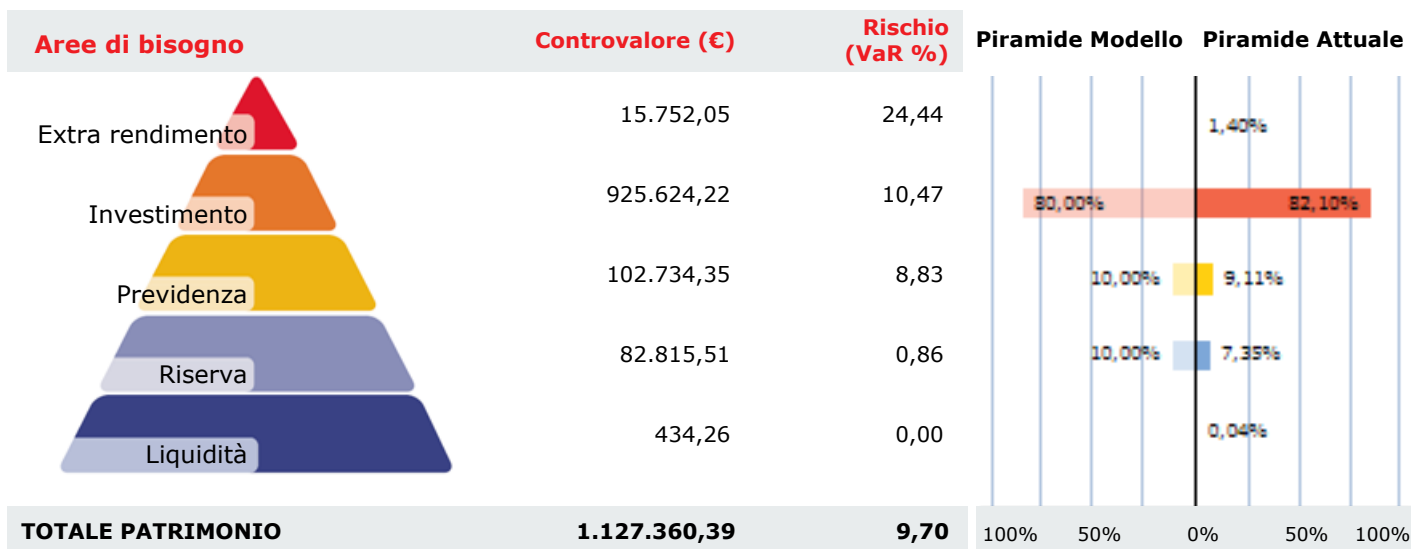 Aree di bisogno Controvalore (€) Rischio (VaR %) Piramide Modello Piramide Attuale
Extra rendimento 15.752,05 24,44 1,40%
Investimento 925.624,22 10,47 80,00% 82,10%
Previdenza 102.734,35 8,83 10,00% 9,11%
Riserva 82.815,51 0,86 10,00% 7,35%
Liquidità 434,26 0,00 0,04%
TOTALE PATRIMONIO 1.127.360,39 9,70 100% 50% 0% 50% 100%